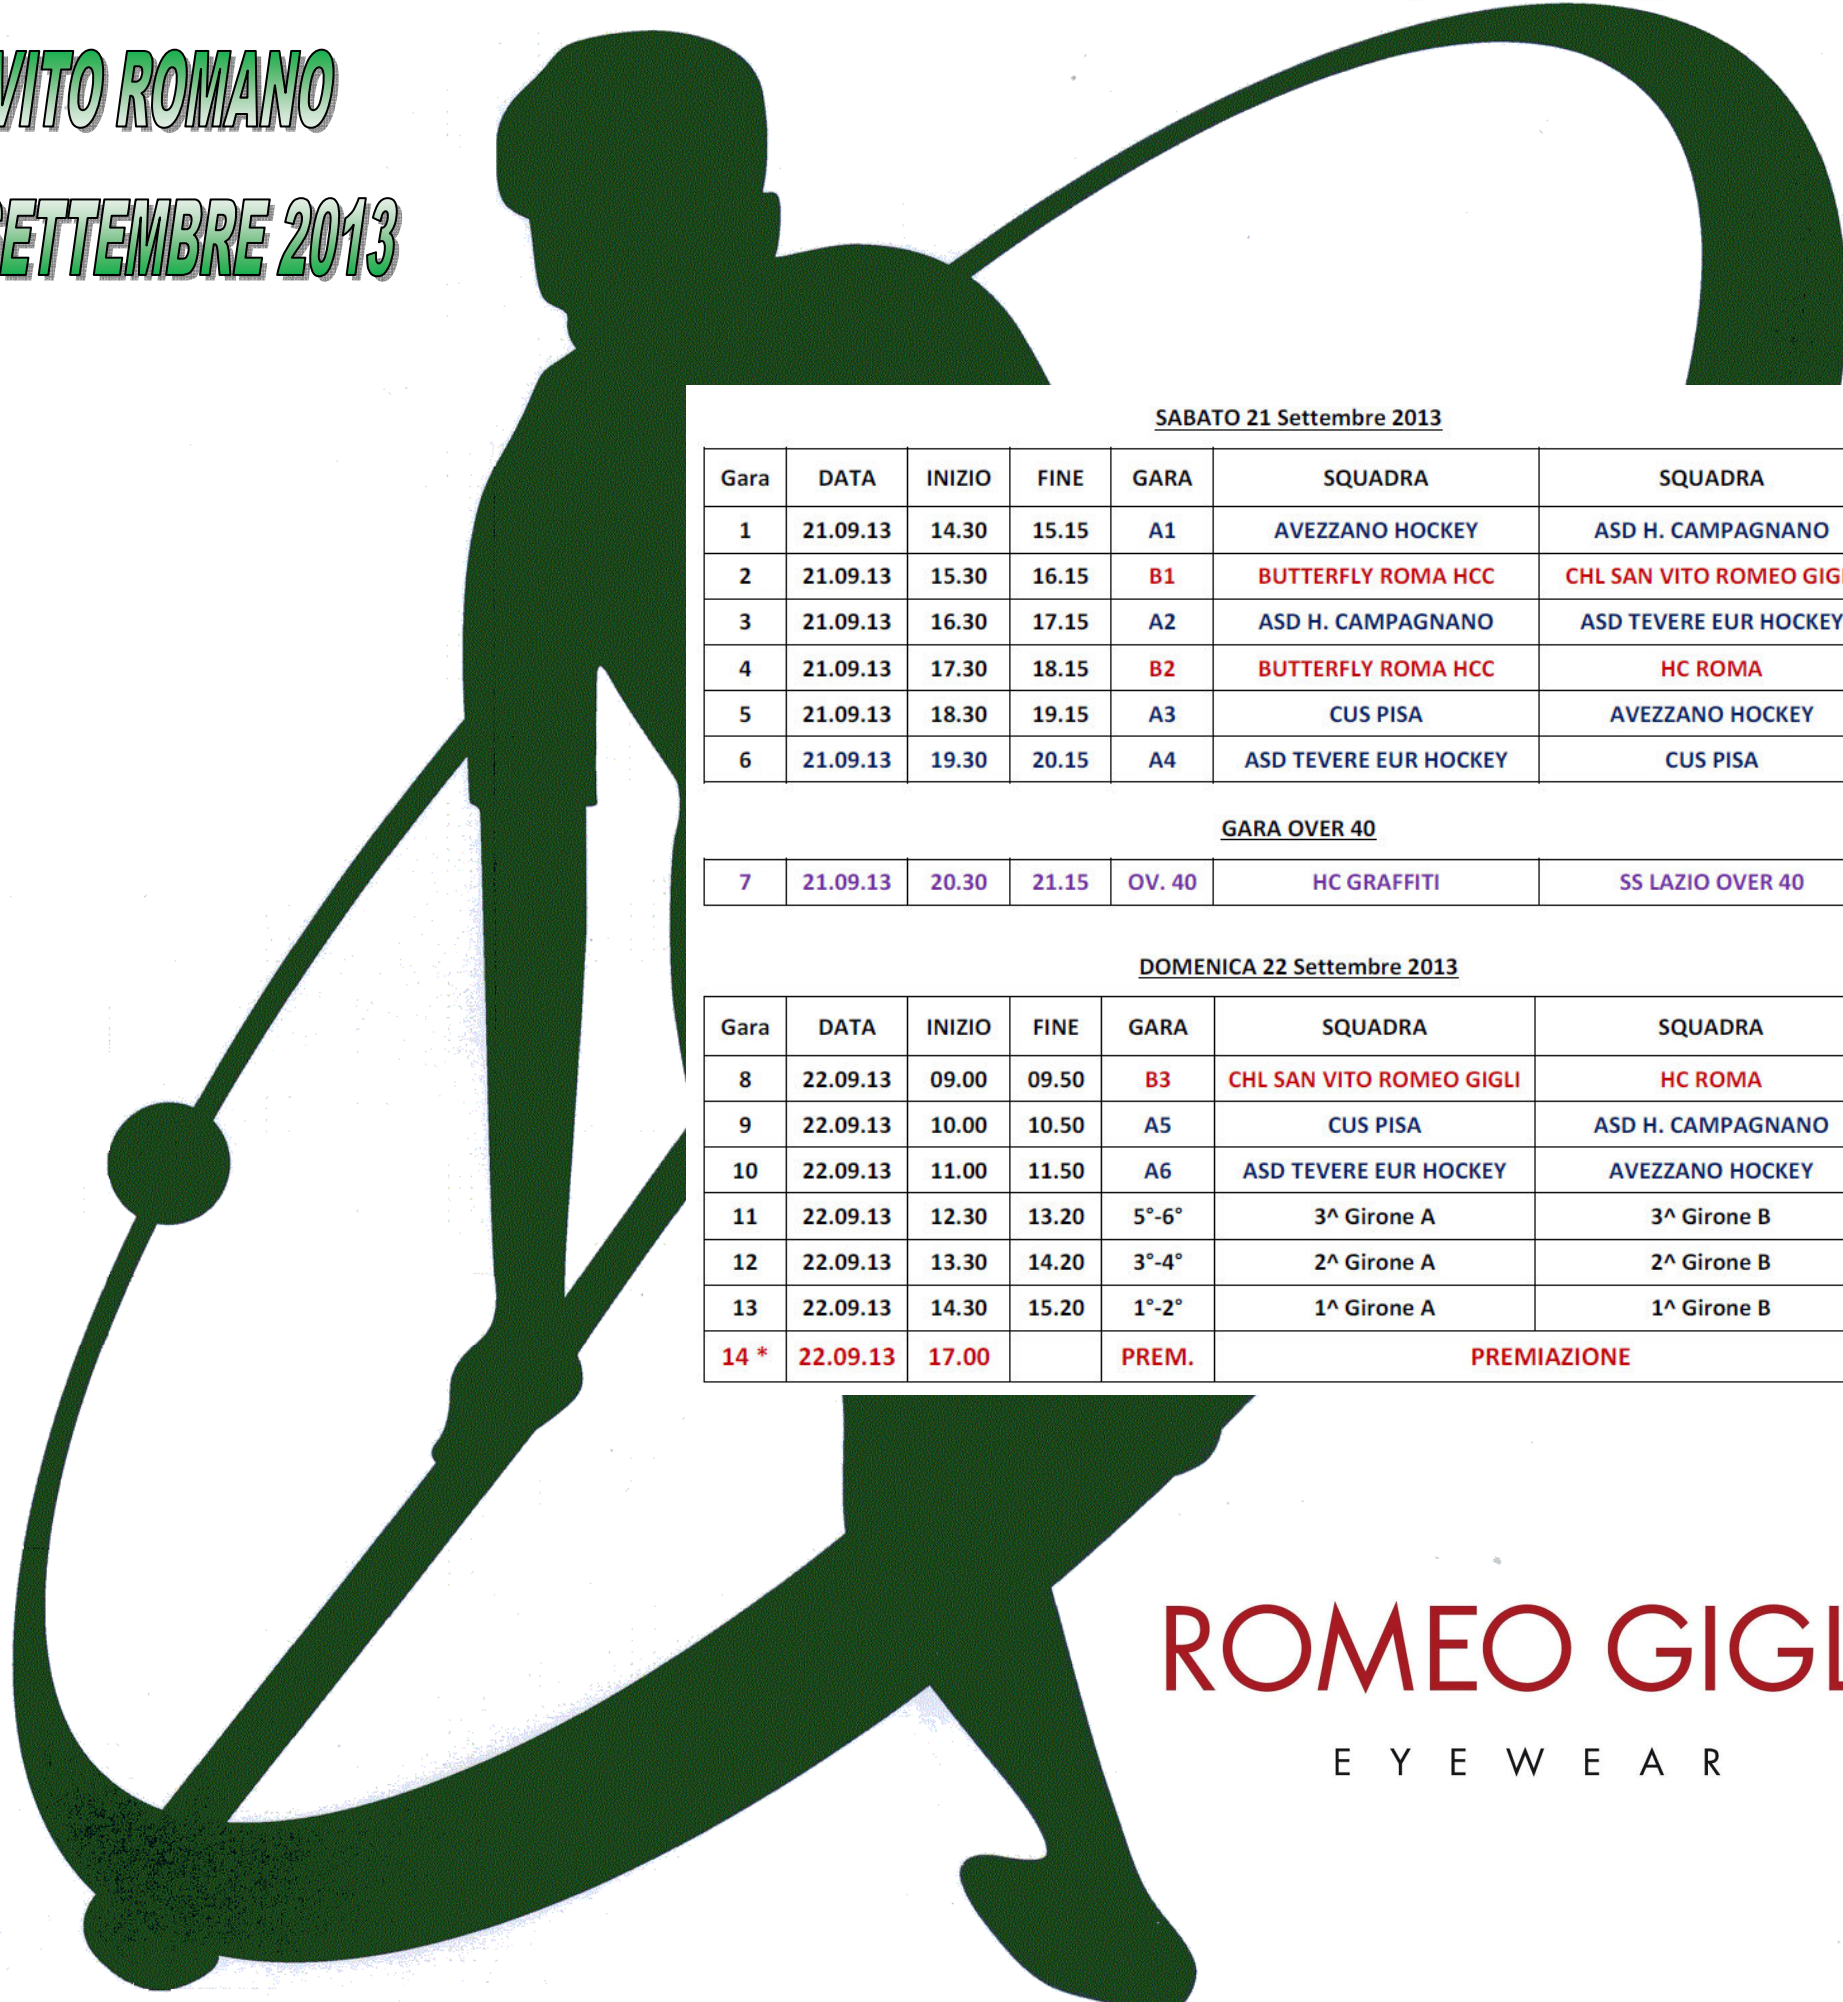 VITO ROMANO
SETTEMBRE 2013
SABATO 21 Settembre 2013
Gara DATA INIZIO FINE GARA SQUADRA SQUADRA
1 21.09.13 14.30 15.15 A1 AVEZZANO HOCKEY ASD H. CAMPAGNANO
2 21.09.13 15.30 16.15 B1 BUTTERFLY ROMA HCC CHL SAN VITO ROMEO GIG
3 21.09.13 16.30 17.15 A2 ASD H. CAMPAGNANO ASD TEVERE EUR HOCKEY
4 21.09.13 17.30 18.15 B2 BUTTERFLY ROMA HCC HC ROMA
5 21.09.13 18.30 19.15 A3 CUS PISA AVEZZANO HOCKEY
6 21.09.13 19.30 20.15 A4 ASD TEVERE EUR HOCKEY CUS PISA
GARA OVER 40
7 21.09.13 20.30 21.15 OV. 40 HC GRAFFITI SS LAZIO OVER 40
DOMENICA 22 Settembre 2013
Gara DATA INIZIO FINE GARA SQUADRA SQUADRA
8 22.09.13 09.00 09.50 B3 CHL SAN VITO ROMEO GIGLI HC ROMA
9 22.09.13 10.00 10.50 A5 CUS PISA ASD H. CAMPAGNANO
10 22.09.13 11.00 11.50 A6 ASD TEVERE EUR HOCKEY AVEZZANO HOCKEY
11 22.09.13 12.30 13.20 5°-6° 3^ Girone A 3^ Girone B
12 22.09.13 13.30 14.20 3°-4° 2^ Girone A 2^ Girone B
13 22.09.13 14.30 15.20 1°-2° 1^ Girone A 1^ Girone B
14 * 22.09.13 17.00 PREM. PREMIAZIONE
ROMEO GIGL
EYEWEAR